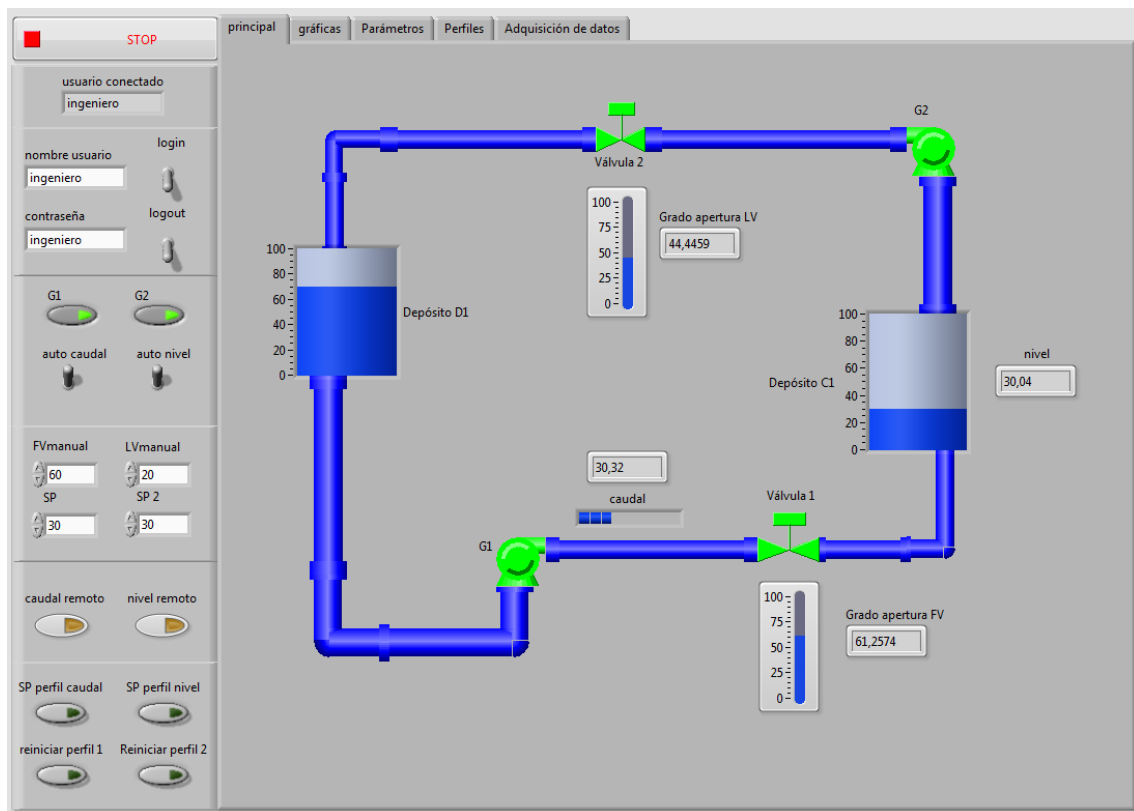 STOP
usuario conectado
ingeniero
nombre usuario
login
ingeniero
contraseña
logout
ingeniero
G1 G2
auto caudal auto nivel
FVmanual LVmanual
60 20
SP SP 2
30 30
caudal remoto nivel remoto
SP perfil caudal SP perfil nivel
reiniciar perfil 1 Reiniciar perfil 2
principal gráficas Parámetros Perfiles Adquisición de datos
G2
Válvula 2
100
75
50
25
0
Grado apertura LV
44,4459
100
80
60
40
20
0
Depósito D1
100
80
60
40
20
0
Depósito C1
nivel
30,04
30,32
caudal
Válvula 1
G1
100
75
50
25
0
Grado apertura FV
61,2574